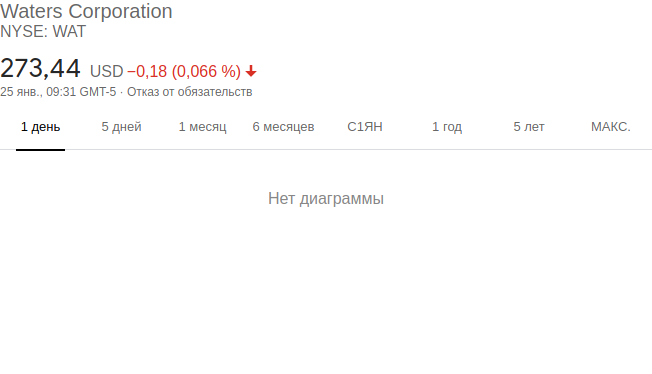 Waters Corporation
NYSE: WAT
273,44 USD −0,18 (0,066 %)
25 янв., 09:31 GMT-5 · Отказ от обязательств
1 день 5 дней 1 месяц 6 месяцев С1ЯН 1 год 5 лет МАКС.
Нет диаграммы